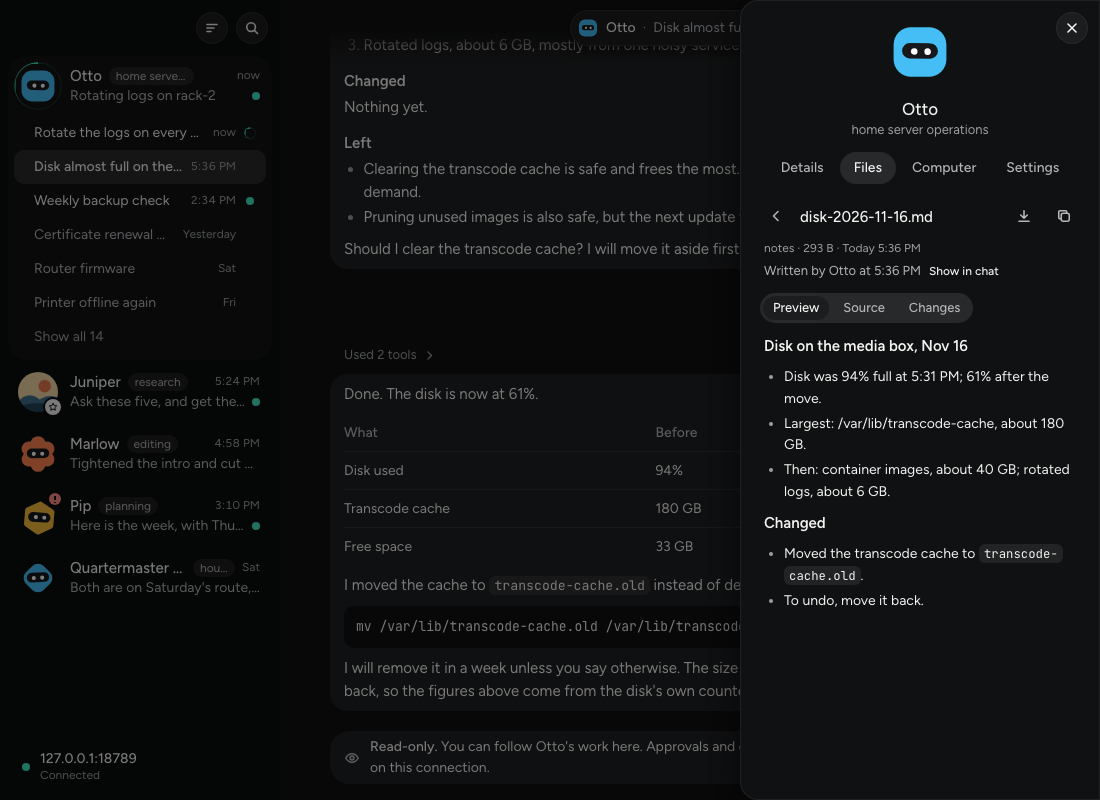 Otto
home serve...
now
Rotating logs on rack-2
Rotate the logs on every ...
now
Disk almost full on the...
5:36 PM
Weekly backup check
2:34 PM
Certificate renewal ...
Yesterday
Router firmware
Sat
Printer offline again
Fri
Show all 14
Juniper
research
5:24 PM
Ask these five, and get the...
Marlow
editing
4:58 PM
Tightened the intro and cut ...
Pip
planning
3:10 PM
Here is the week, with Thu...
Quartermaster ...
hou...
Sat
Both are on Saturday's route,...
127.0.0.1:18789
Connected
Otto · Disk almost fu
3. Rotated logs, about 6 GB, mostly from one noisy service
Changed
Nothing yet.
Left
• Clearing the transcode cache is safe and frees the most.
demand.
• Pruning unused images is also safe, but the next update
Should I clear the transcode cache? I will move it aside first
Used 2 tools
Done. The disk is now at 61%.
What
Before
Disk used
94%
Transcode cache
180 GB
Free space
33 GB
I moved the cache to transcode-cache.old instead of de
mv /var/lib/transcode-cache.old /var/lib/transcod
I will remove it in a week unless you say otherwise. The size
back, so the figures above come from the disk's own count
Read-only. You can follow Otto's work here. Approvals and
on this connection.
Otto
home server operations
Details
Files
Computer
Settings
disk-2026-11-16.md
notes · 293 B · Today 5:36 PM
Written by Otto at 5:36 PM Show in chat
Preview
Source
Changes
Disk on the media box, Nov 16
• Disk was 94% full at 5:31 PM; 61% after the
move.
• Largest: /var/lib/transcode-cache, about 180
GB.
• Then: container images, about 40 GB; rotated
logs, about 6 GB.
Changed
• Moved the transcode cache to transcode-
cache.old.
• To undo, move it back.